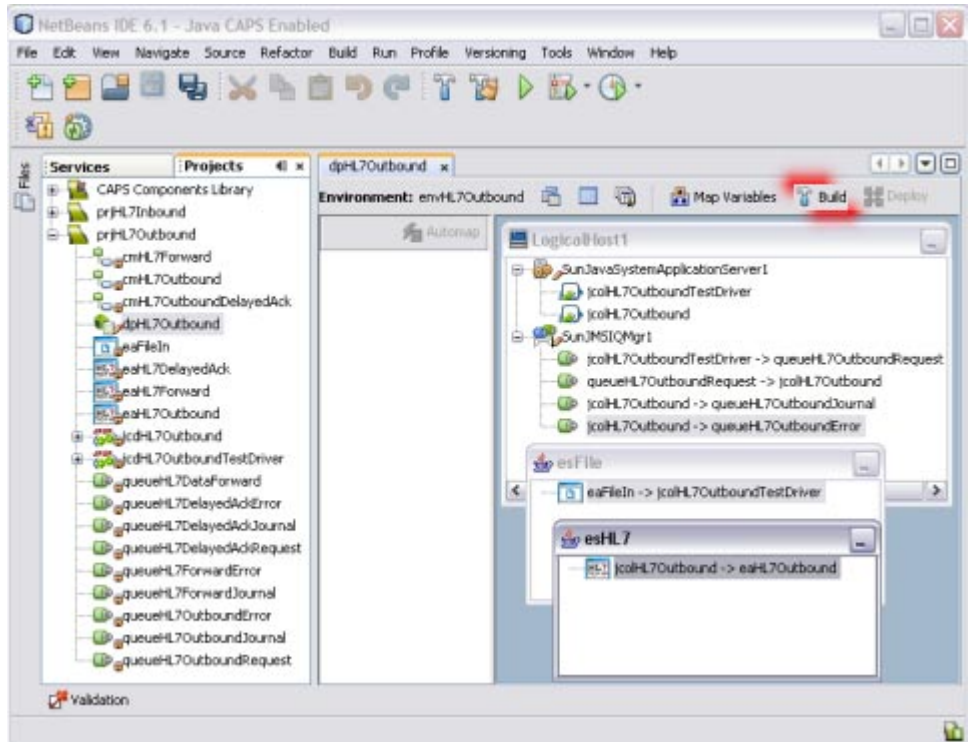 NetBeans IDE 6.1 - Java CAPS Enabled
File Edit View Navigate Source Refactor Build Run Profile Versioning Tools Window Help
Files
Services Projects
CAPS Components Library
prjHL7Inbound
prjHL7Outbound
cmHL7Forward
cmHL7Outbound
cmHL7OutboundDelayedAck
dpHL7Outbound
eaFileIn
eaHL7DelayedAck
eaHL7Forward
eaHL7Outbound
jcdHL7Outbound
jcdHL7OutboundTestDriver
queueHL7DataForward
queueHL7DelayedAckError
queueHL7DelayedAckJournal
queueHL7DelayedAckRequest
queueHL7ForwardError
queueHL7ForwardJournal
queueHL7OutboundError
queueHL7OutboundJournal
queueHL7OutboundRequest
dpHL7Outbound
Environment: envHL7Outbound Map Variables Build Deploy
Automap
LogicalHost1
SunJavaSystemApplicationServer1
jcolHL7OutboundTestDriver
jcolHL7Outbound
SunJMSIQMgr1
jcolHL7OutboundTestDriver -> queueHL7OutboundRequest
queueHL7OutboundRequest -> jcolHL7Outbound
jcolHL7Outbound -> queueHL7OutboundJournal
jcolHL7Outbound -> queueHL7OutboundError
esFile
eaFileIn -> jcolHL7OutboundTestDriver
esHL7
jcolHL7Outbound -> eaHL7Outbound
Validation